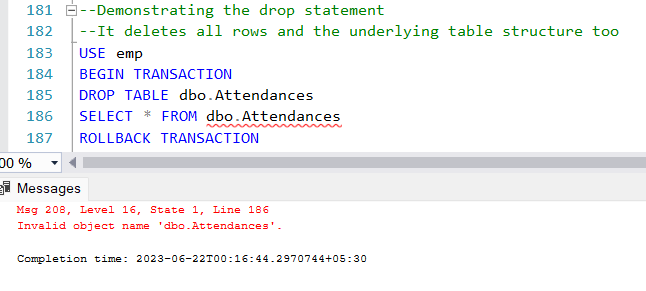 181 --Demonstrating the drop statement
182 --It deletes all rows and the underlying table structure too
183 USE emp
184 BEGIN TRANSACTION
185 DROP TABLE dbo.Attendances
186 SELECT * FROM dbo.Attendances
187 ROLLBACK TRANSACTION
00 %
Messages
Msg 208, Level 16, State 1, Line 186
Invalid object name 'dbo.Attendances'.
Completion time: 2023-06-22T00:16:44.2970744+05:30